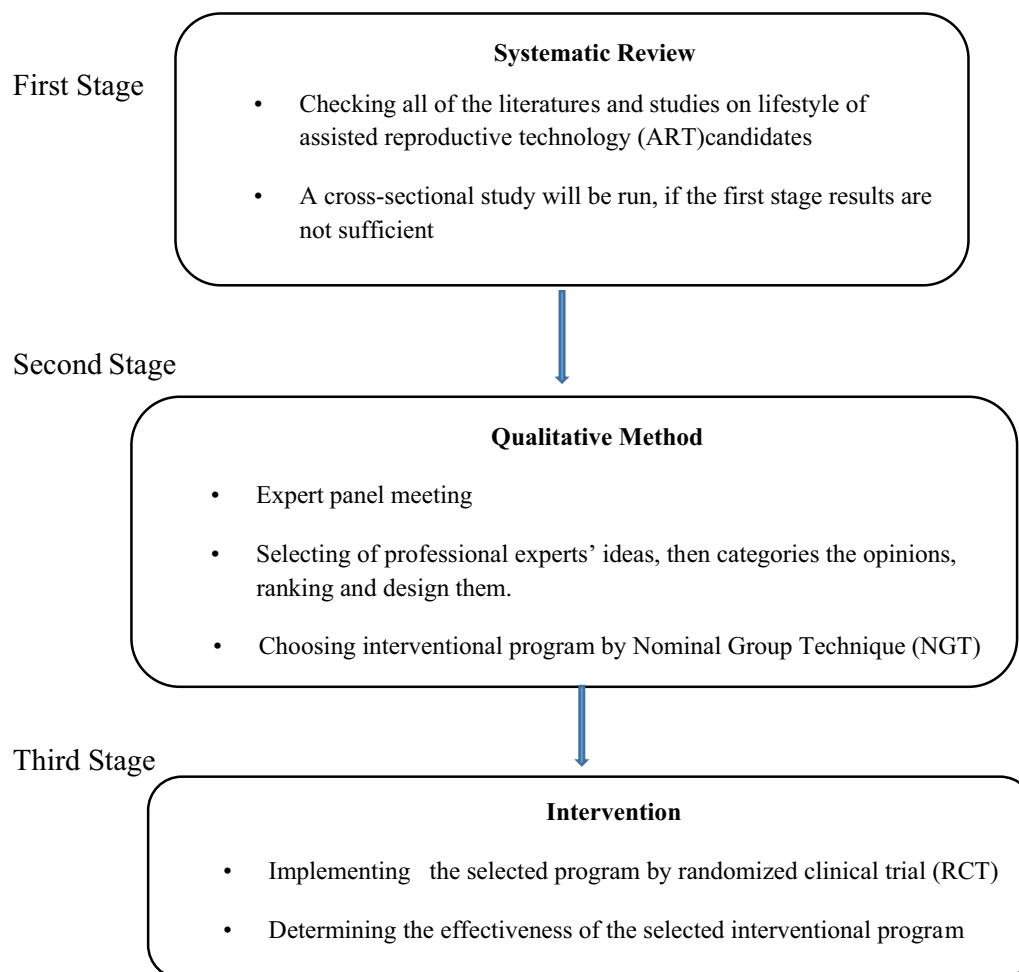 First Stage
Systematic Review
• Checking all of the literatures and studies on lifestyle of
assisted reproductive technology (ART)candidates
• A cross-sectional study will be run, if the first stage results are
not sufficient
Second Stage
Qualitative Method
• Expert panel meeting
• Selecting of professional experts’ ideas, then categories the opinions,
ranking and design them.
• Choosing interventional program by Nominal Group Technique (NGT)
Third Stage
Intervention
• Implementing the selected program by randomized clinical trial (RCT)
• Determining the effectiveness of the selected interventional program